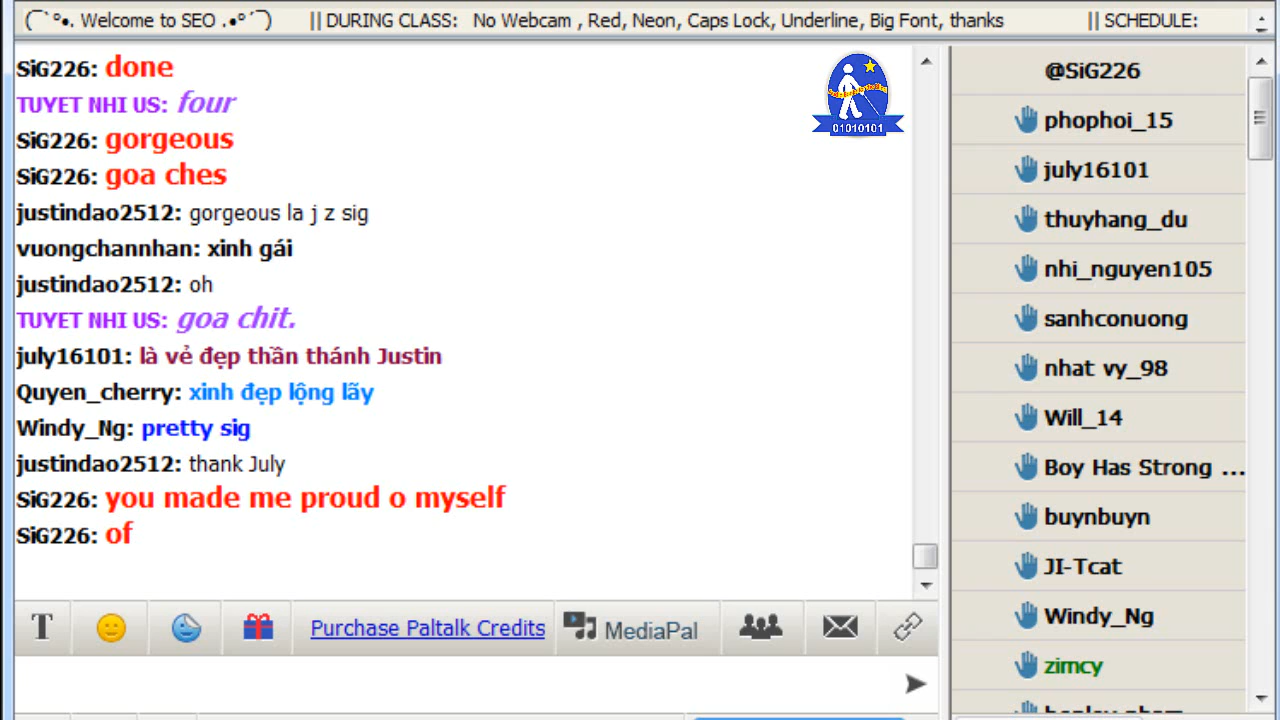 (¯`°•. Welcome to SEO .•°´¯) || DURING CLASS: No Webcam , Red, Neon, Caps Lock, Underline, Big Font, thanks || SCHEDULE:
SiG226: done
TUYET NHI US: four
SiG226: gorgeous
SiG226: goa ches
justindao2512: gorgeous la j z sig
vuongchannhan: xinh gái
justindao2512: oh
TUYET NHI US: goa chit.
july16101: là vẻ đẹp thần thánh Justin
Quyen_cherry: xinh đẹp lộng lãy
Windy_Ng: pretty sig
justindao2512: thank July
SiG226: you made me proud o myself
SiG226: of
01010101
T
Purchase Paltalk Credits
MediaPal
@SiG226
phophoi_15
july16101
thuyhang_du
nhi_nguyen105
sanhconuong
nhat vy_98
Will_14
Boy Has Strong ...
buynbuyn
JI-Tcat
Windy_Ng
zimcy